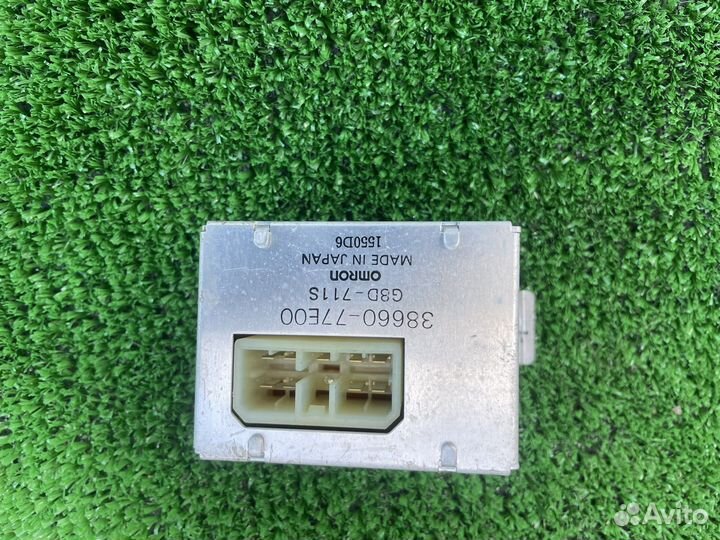 38660-77E00
G8D-711S
OMRON
MADE IN JAPAN
1550D6
Avito